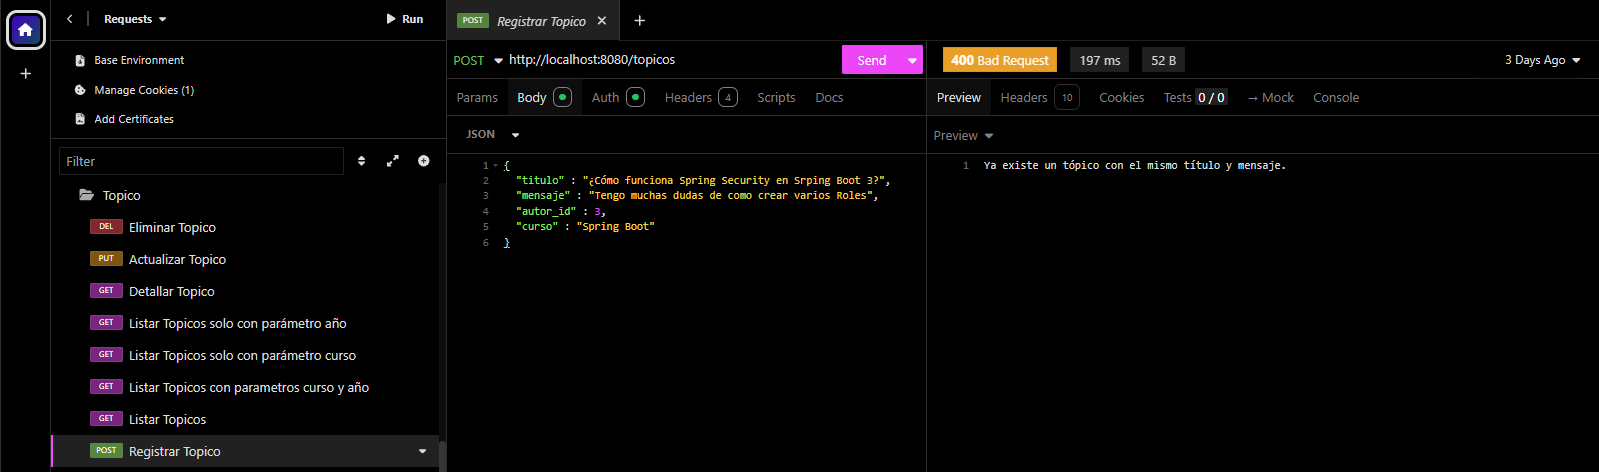 Requests
Run
Base Environment
Manage Cookies (1)
Add Certificates
Filter
Topico
DEL Eliminar Topico
PUT Actualizar Topico
GET Detallar Topico
GET Listar Topicos solo con parámetro año
GET Listar Topicos solo con parámetro curso
GET Listar Topicos con parametros curso y año
GET Listar Topicos
POST Registrar Topico
POST Registrar Topico
POST http://localhost:8080/topicos Send
Params Body Auth Headers 4 Scripts Docs
JSON
1 {
2 "titulo" : "¿Cómo funciona Spring Security en Srping Boot 3?",
3 "mensaje" : "Tengo muchas dudas de como crear varios Roles",
4 "autor_id" : 3,
5 "curso" : "Spring Boot"
6 }
400 Bad Request 197 ms 52 B 3 Days Ago
Preview Headers 10 Cookies Tests 0 / 0 → Mock Console
Preview
1 Ya existe un tópico con el mismo título y mensaje.